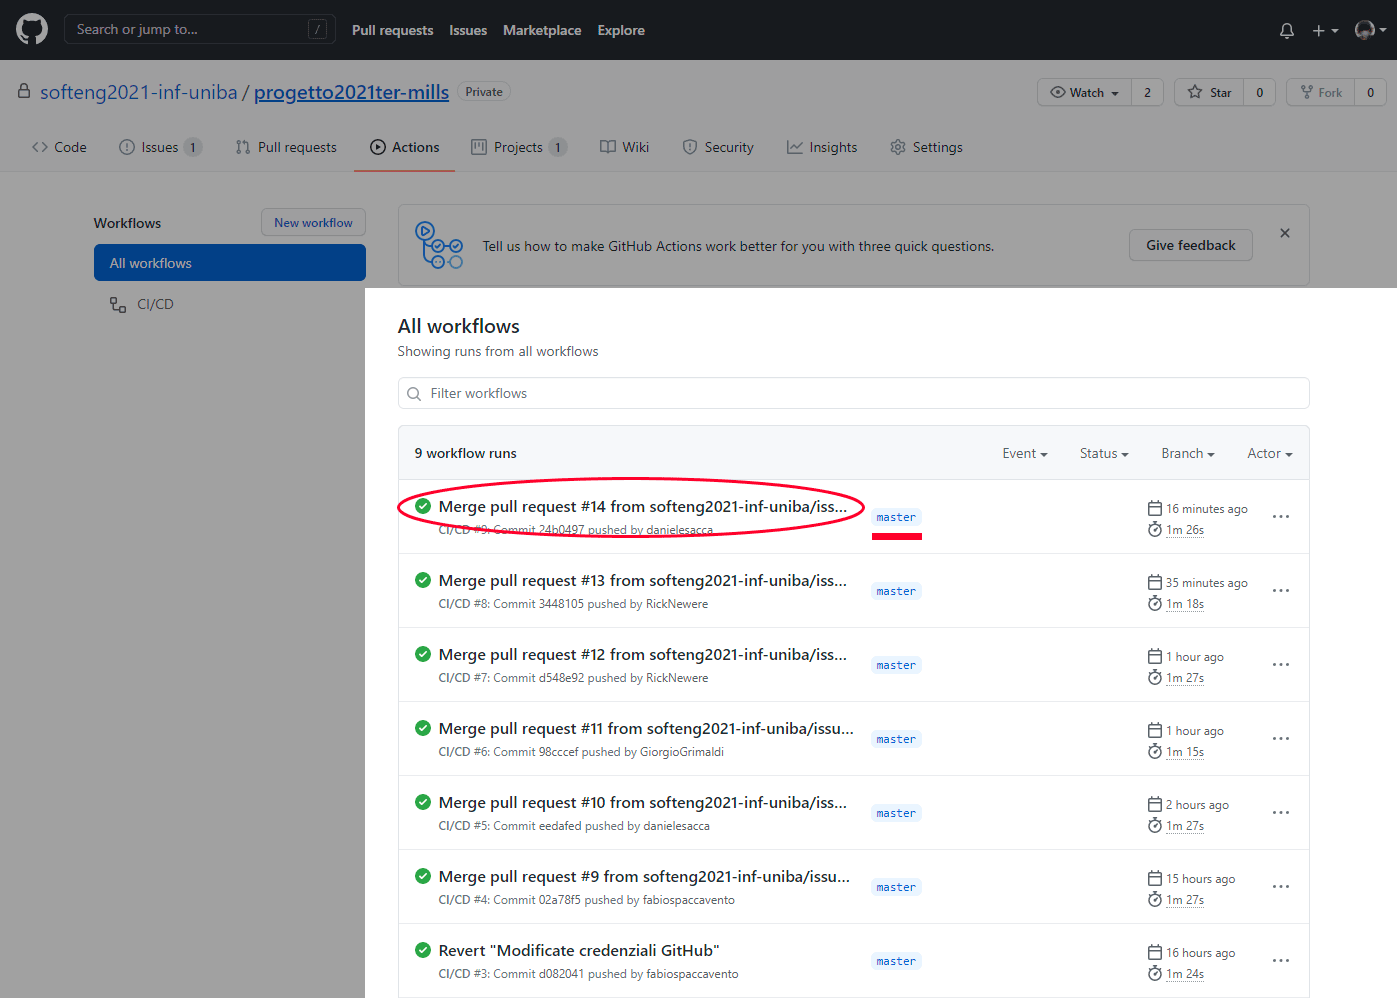 Search or jump to... /
Pull requests Issues Marketplace Explore
softeng2021-inf-uniba / progetto2021ter-mills Private
Watch 2 Star 0 Fork 0
Code Issues 1 Pull requests Actions Projects 1 Wiki Security Insights Settings
Workflows New workflow
All workflows
CI/CD
Tell us how to make GitHub Actions work better for you with three quick questions. Give feedback
All workflows
Showing runs from all workflows
Filter workflows
9 workflow runs Event Status Branch Actor
Merge pull request #14 from softeng2021-inf-uniba/iss... master 16 minutes ago
CI/CD #9: Commit 24b0497 pushed by danielesacca 1m 26s
Merge pull request #13 from softeng2021-inf-uniba/iss... master 35 minutes ago
CI/CD #8: Commit 3448105 pushed by RickNewere 1m 18s
Merge pull request #12 from softeng2021-inf-uniba/iss... master 1 hour ago
CI/CD #7: Commit d548e92 pushed by RickNewere 1m 27s
Merge pull request #11 from softeng2021-inf-uniba/issu... master 1 hour ago
CI/CD #6: Commit 98cccef pushed by GiorgioGrimaldi 1m 15s
Merge pull request #10 from softeng2021-inf-uniba/iss... master 2 hours ago
CI/CD #5: Commit eedafed pushed by danielesacca 1m 27s
Merge pull request #9 from softeng2021-inf-uniba/issu... master 15 hours ago
CI/CD #4: Commit 02a78f5 pushed by fabiospaccavento 1m 27s
Revert "Modificate credenziali GitHub" master 16 hours ago
CI/CD #3: Commit d082041 pushed by fabiospaccavento 1m 24s